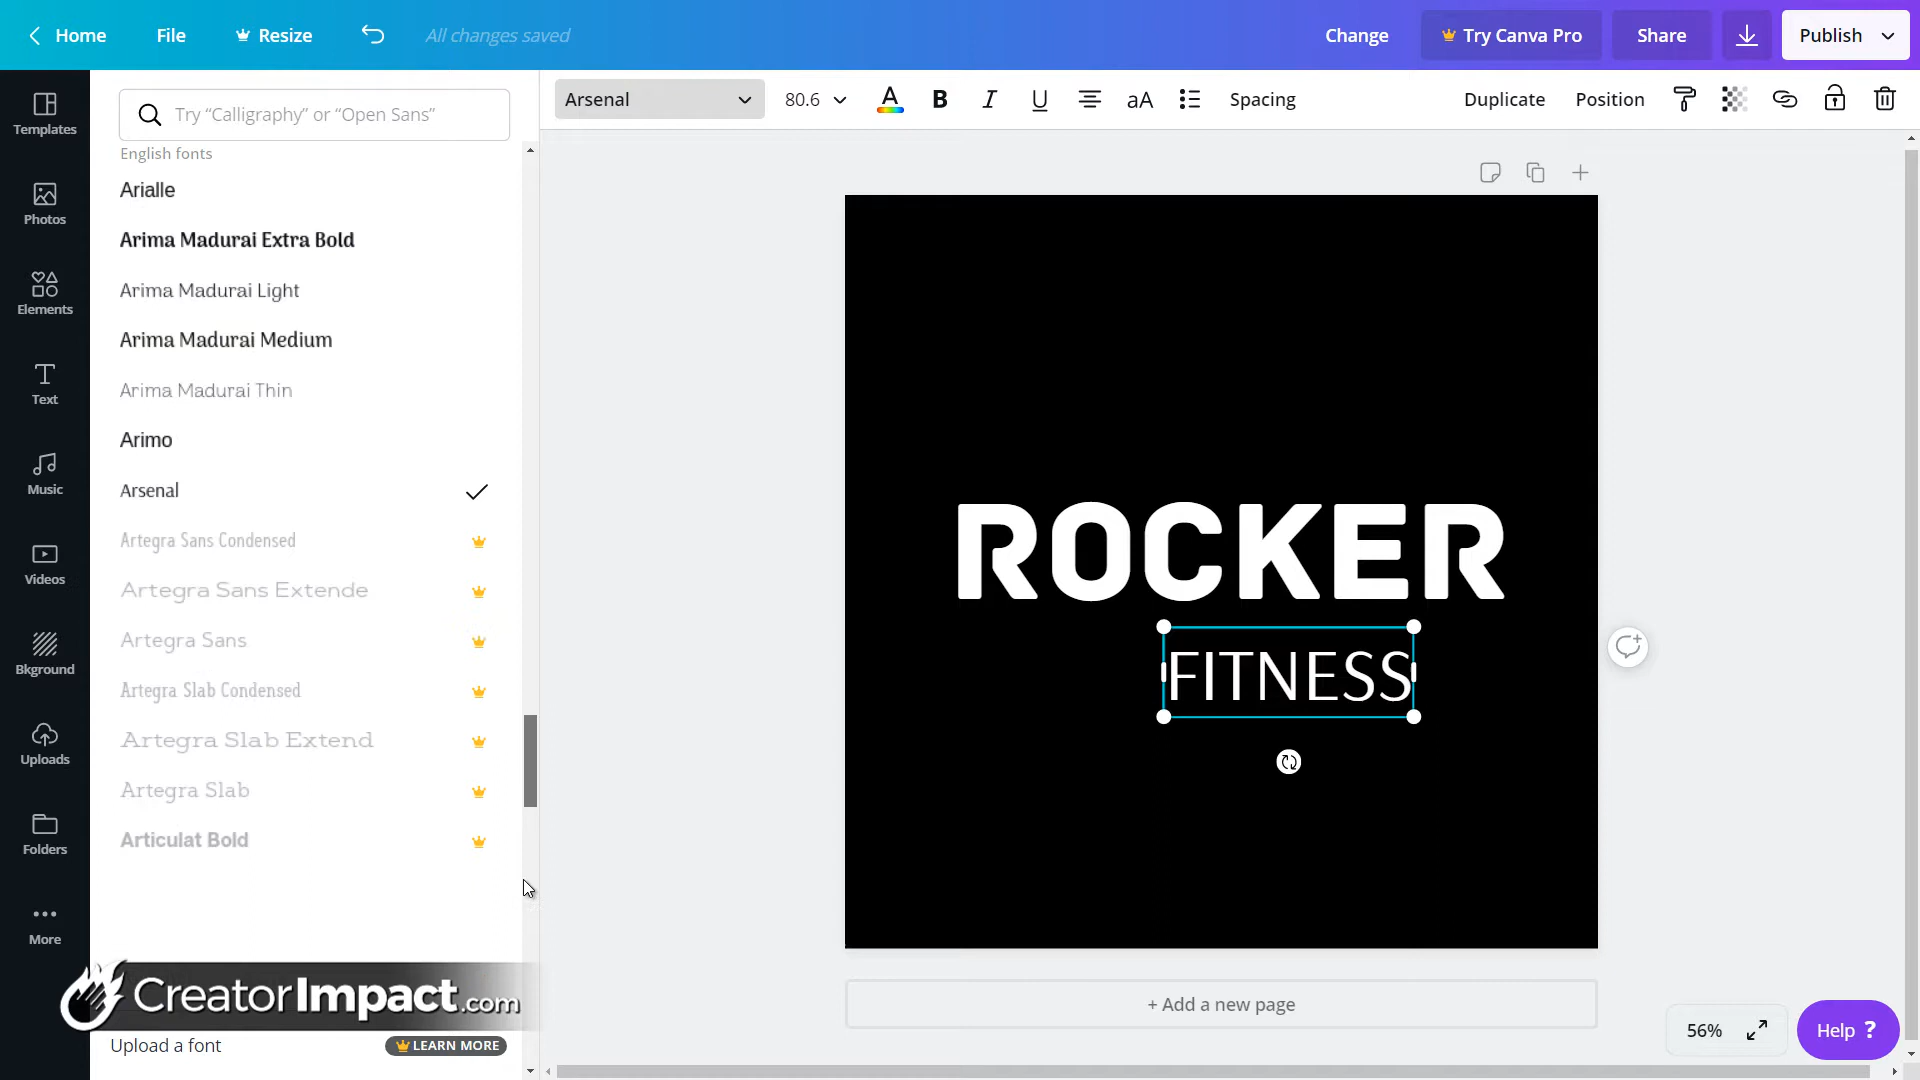 Home File Resize All changes saved Change Try Canva Pro Share Publish
Templates
Photos
Elements
Text
Music
Videos
Bkground
Uploads
Folders
More
Try “Calligraphy” or “Open Sans”
English fonts
Arialle
Arima Madurai Extra Bold
Arima Madurai Light
Arima Madurai Medium
Arima Madurai Thin
Arimo
Arsenal
Artegra Sans Condensed
Artegra Sans Extende
Artegra Sans
Artegra Slab Condensed
Artegra Slab Extend
Artegra Slab
Articulat Bold
CreatorImpact.com
Upload a font LEARN MORE
Arsenal 80.6 A B I U aA Spacing Duplicate Position
ROCKER
FITNESS
+ Add a new page
56% Help ?